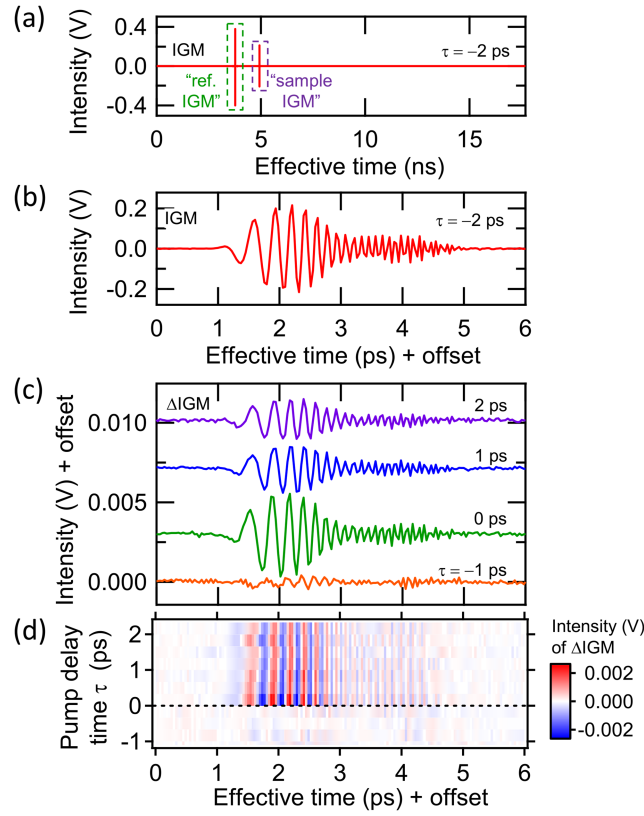 (a)
Intensity (V)
0.4
0.0
-0.4
IGM
τ = −2 ps
"ref.
IGM"
"sample
IGM"
0
5
10
15
Effective time (ns)
(b)
Intensity (V)
0.2
0.0
-0.2
IGM
τ = −2 ps
0
1
2
3
4
5
6
Effective time (ps) + offset
(c)
Intensity (V) + offset
0.010
0.005
0.000
ΔIGM
2 ps
1 ps
0 ps
τ = −1 ps
(d)
Pump delay
time τ (ps)
2
1
0
-1
0
1
2
3
4
5
6
Effective time (ps) + offset
Intensity (V)
of ΔIGM
0.002
0.000
-0.002